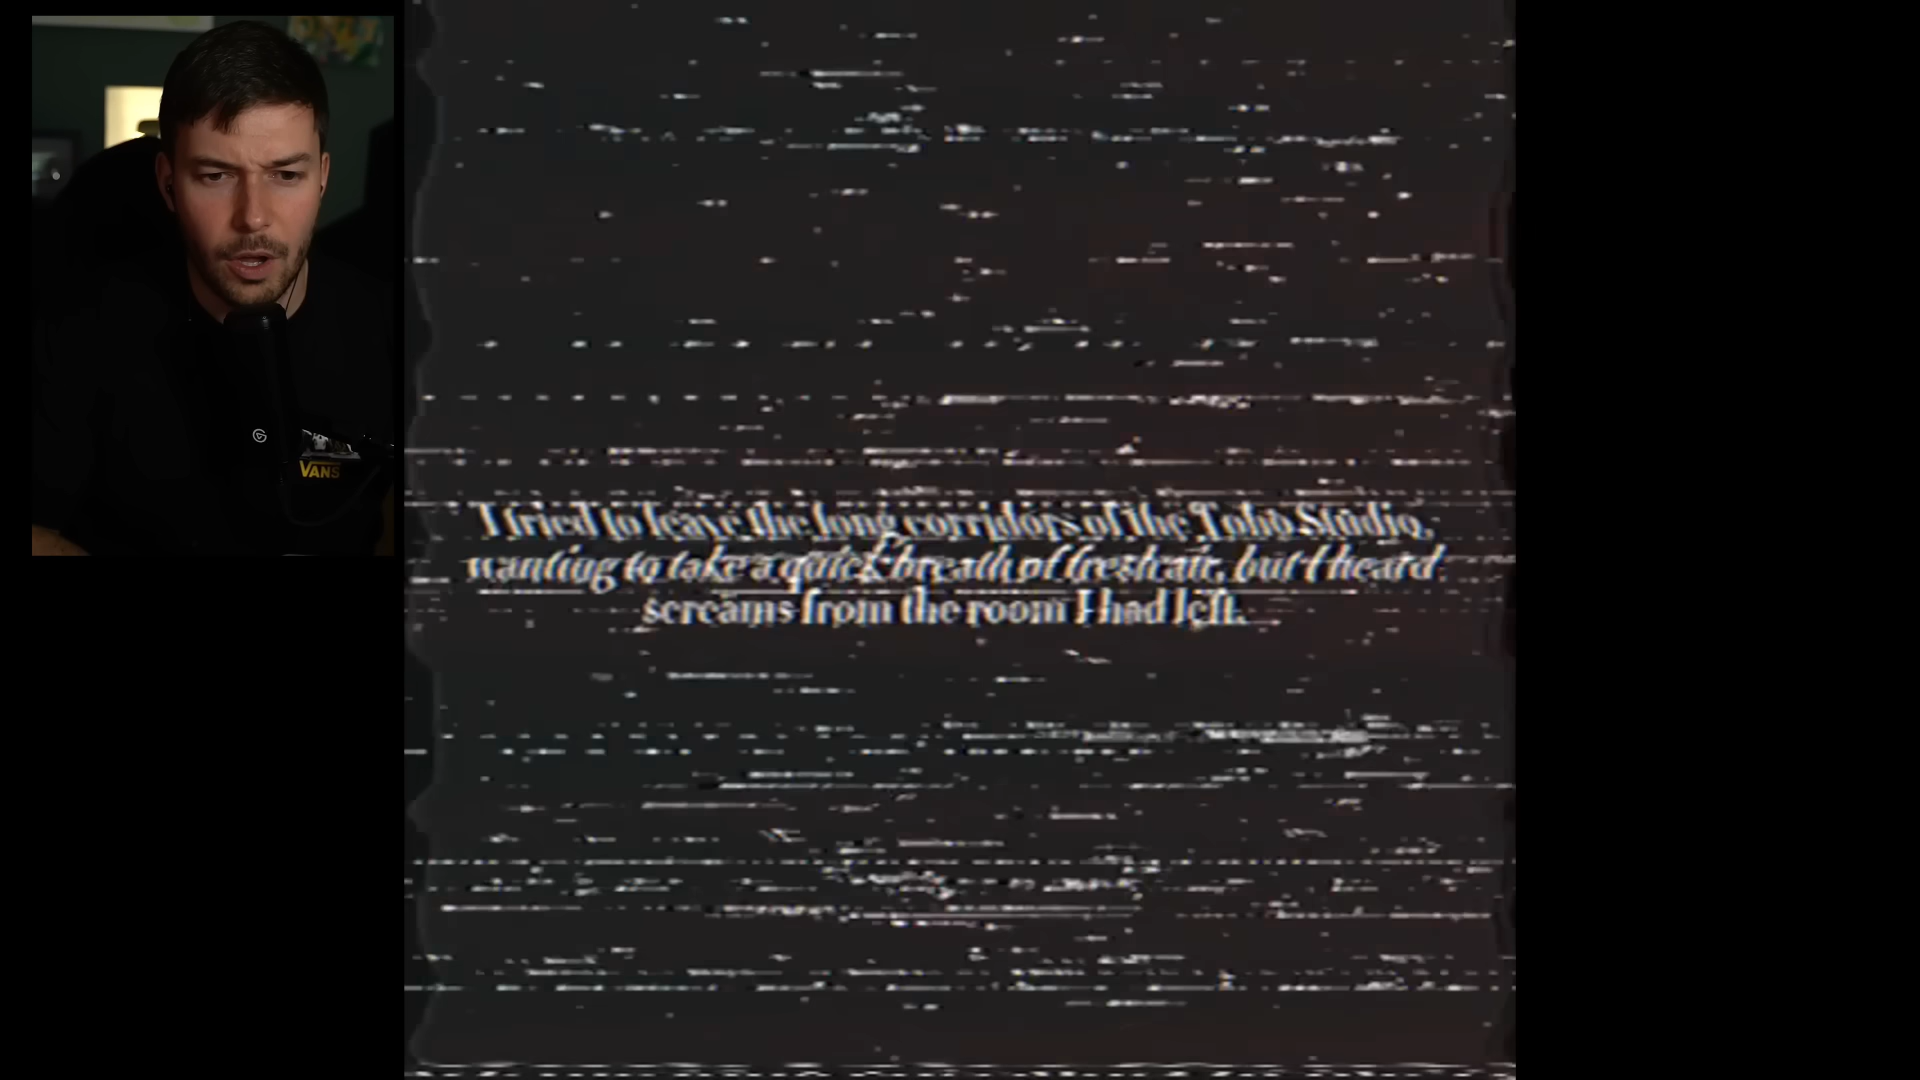 VANS
I tried to leave the long corridors of the Toho Studio,
wanting to take a quick breath of fresh air, but I heard
screams from the room I had left.